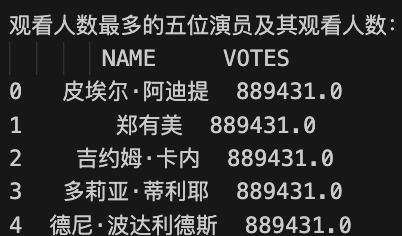 观看人数最多的五位演员及其观看人数:
NAME VOTES
0 皮埃尔·阿迪提 889431.0
1 郑有美 889431.0
2 吉约姆·卡内 889431.0
3 多莉亚·蒂利耶 889431.0
4 德尼·波达利德斯 889431.0